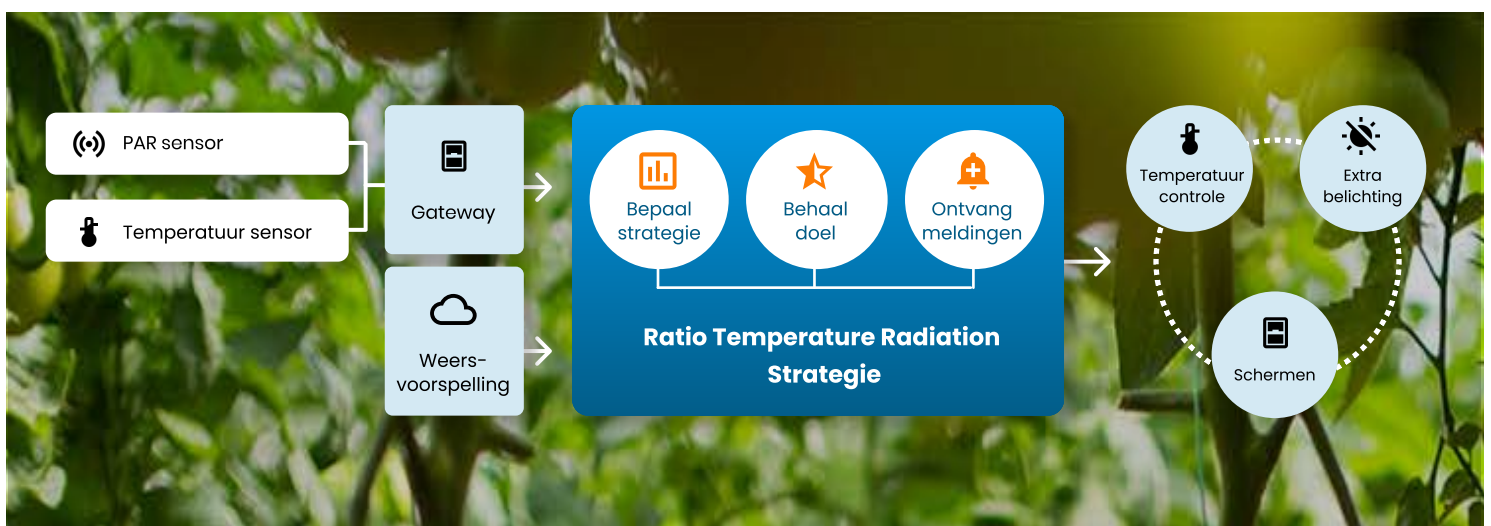 PAR sensor
Temperatuur sensor
Gateway
Weers-
voorspelling
Bepaal
strategie
Behaal
doel
Ontvang
meldingen
Ratio Temperature Radiation
Strategie
Temperatuur
controle
Extra
belichting
Schermen